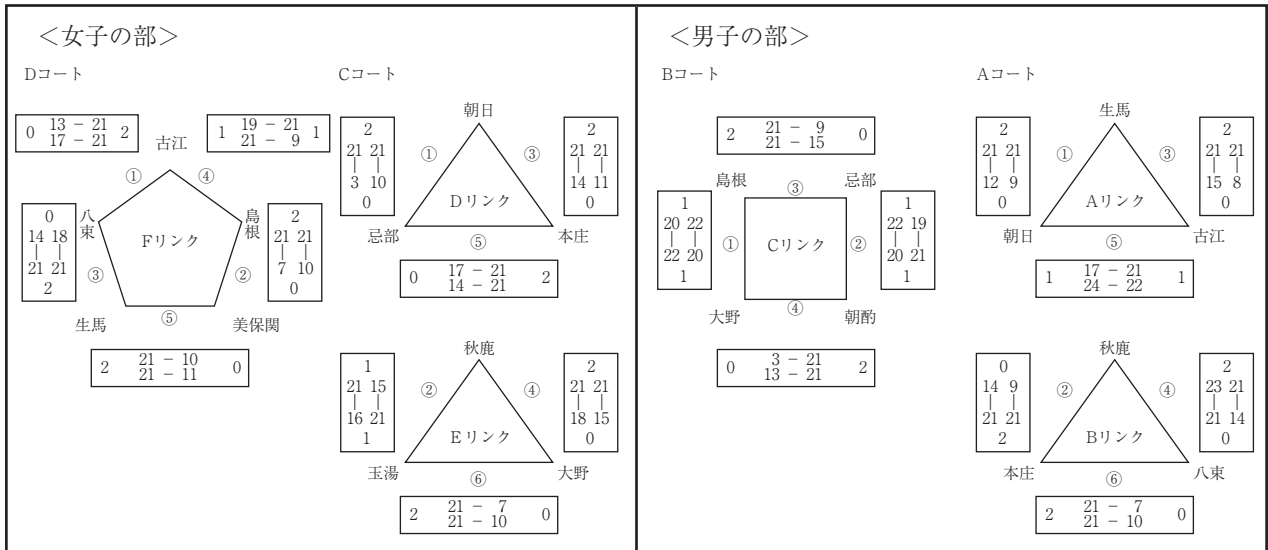 ＜女子の部＞
Dコート
0 13 － 21 2
17 － 21
1 19 － 21 1
21 － 9
古江
① ④
0
14 18
21 21
2
八束
Fリンク
島根
2
21 21
7 10
0
③ ②
⑤
生馬
美保関
2 21 － 10 0
21 － 11
Cコート
朝日
2
21 21
3 10
0
① ③
2
21 21
14 11
0
Dリンク
忌部
⑤
本庄
0 17 － 21 2
14 － 21
秋鹿
1
21 15
16 21
1
② ④
2
21 21
18 15
0
Eリンク
玉湯
⑥
大野
2 21 － 7 0
21 － 10
＜男子の部＞
Bコート
2 21 － 9 0
21 － 15
島根
忌部
③
1
20 22
22 20
1
①
Cリンク
②
1
22 19
20 21
1
大野
④
朝酌
0 3 － 21 2
13 － 21
Aコート
生馬
2
21 21
12 9
0
① ③
2
21 21
15 8
0
Aリンク
朝日
⑤
古江
1 17 － 21 1
24 － 22
秋鹿
0
14 9
21 21
2
② ④
2
23 21
21 14
0
Bリンク
本庄
⑥
八束
2 21 － 7 0
21 － 10